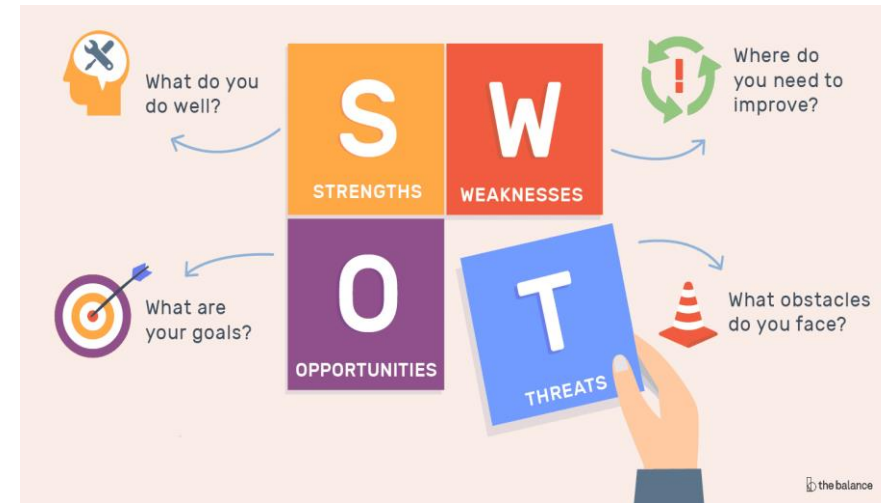 What do you
do well?
S
STRENGTHS
W
WEAKNESSES
Where do
you need to
improve?
What are
your goals?
O
OPPORTUNITIES
T
THREATS
What obstacles
do you face?
the balance